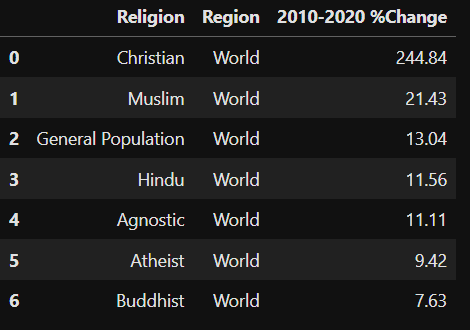 Religion Region 2010-2020 %Change
0 Christian World 244.84
1 Muslim World 21.43
2 General Population World 13.04
3 Hindu World 11.56
4 Agnostic World 11.11
5 Atheist World 9.42
6 Buddhist World 7.63